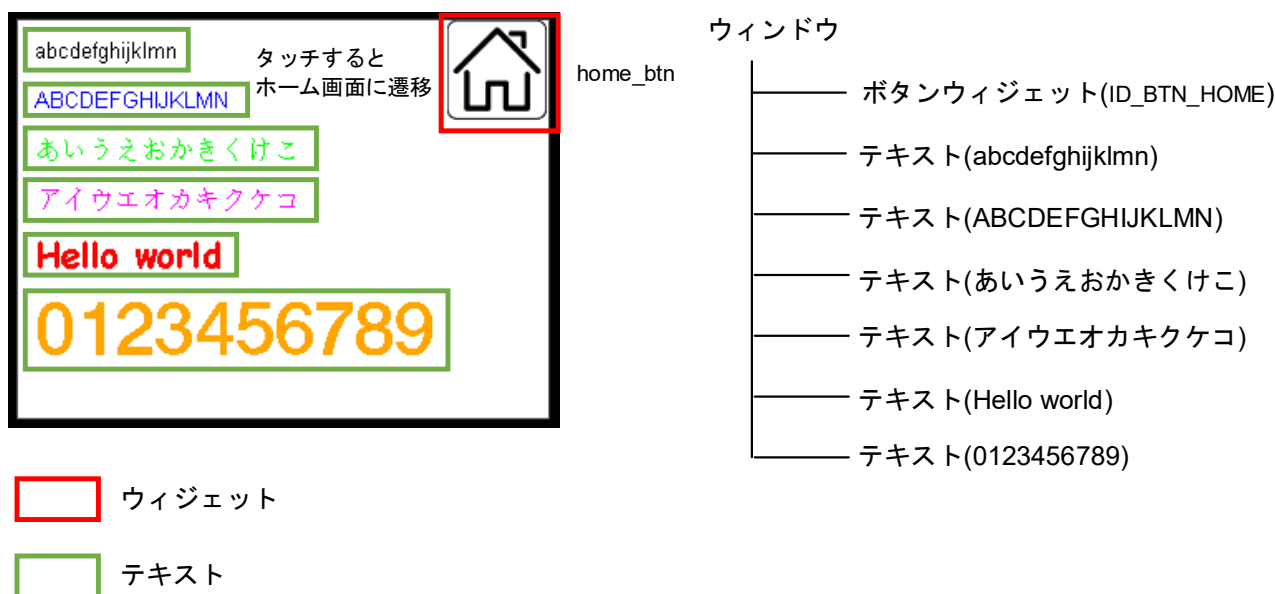 abcdefghijklmn
ABCDEFGHIJKLMN
あいうえおかきくけこ
アイウエオカキクケコ
Hello world
0123456789
タッチすると
ホーム画面に遷移
home_btn
ウィンドウ
ボタンウィジェット(ID_BTN_HOME)
テキスト(abcdefghijklmn)
テキスト(ABCDEFGHIJKLMN)
テキスト(あいうえおかきくけこ)
テキスト(アイウエオカキクケコ)
テキスト(Hello world)
テキスト(0123456789)
ウィジェット
テキスト